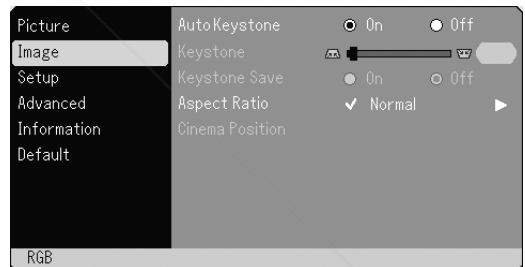 Picture
Image
Setup
Advanced
Information
Default
Auto Keystone On Off
Keystone
Keystone Save On Off
Aspect Ratio Normal
Cinema Position
RGB